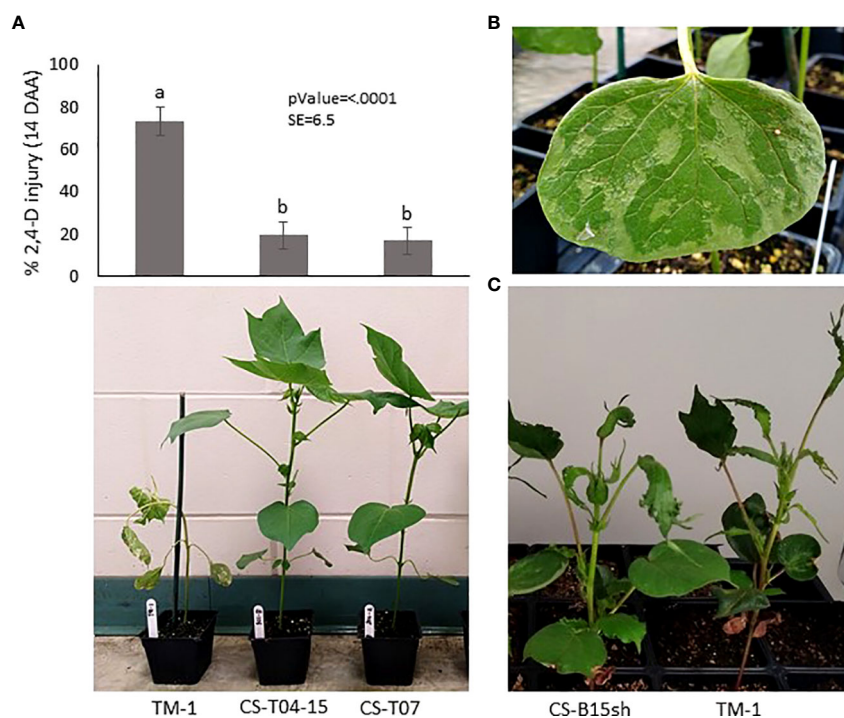 A
% 2,4-D injury (14 DAA)
100
80
60
40
20
0
a
b
b
pValue=<.0001
SE=6.5
TM-1
CS-T04-15
CS-T07
B
C
CS-B15sh
TM-1